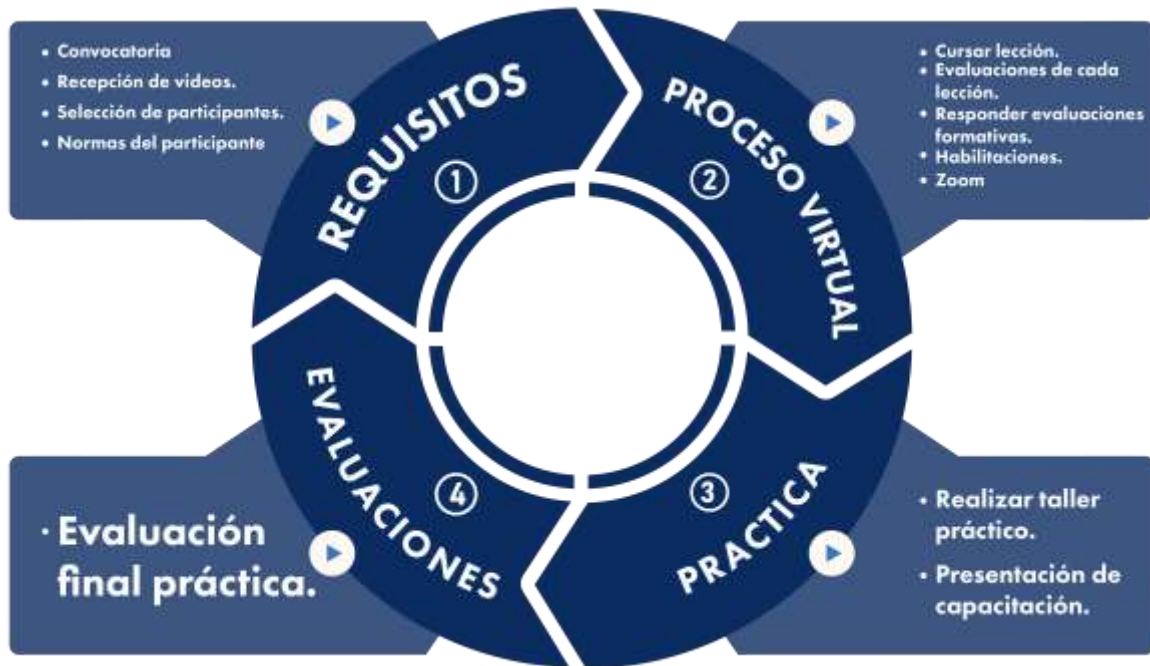 • Convocatoria
• Recepción de videos.
• Selección de participantes.
• Normas del participante
REQUISITOS
1
• Cursar lección.
• Evaluaciones de cada
lección.
• Responder evaluaciones
formativas.
• Habilitaciones.
• Zoom
PROCESO VIRTUAL
2
• Realizar taller
práctico.
• Presentación de
capacitación.
PRACTICA
3
• Evaluación
final práctica.
EVALUACIONES
4